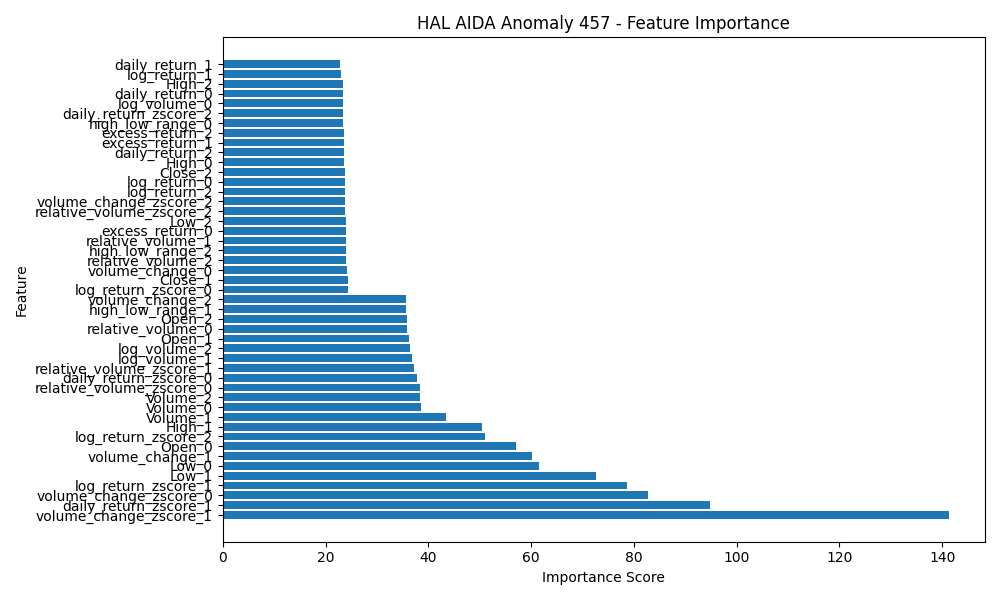 HAL AIDA Anomaly 457 - Feature Importance
daily_return_1
log_return_1
High_2
daily_return_0
log_volume_0
daily_return_zscore_2
high_low_range_0
excess_return_2
excess_return_1
daily_return_2
High_0
Close_2
log_return_0
log_return_2
volume_change_zscore_2
relative_volume_zscore_2
Low_2
excess_return_0
relative_volume_1
high_low_range_2
relative_volume_2
volume_change_0
Close_1
log_return_zscore_0
volume_change_2
high_low_range_1
Open_2
relative_volume_0
Open_1
log_volume_2
log_volume_1
relative_volume_zscore_1
daily_return_zscore_0
relative_volume_zscore_0
Volume_2
Volume_0
Volume_1
High_1
log_return_zscore_2
Open_0
volume_change_1
Low_0
Low_1
log_return_zscore_1
volume_change_zscore_0
daily_return_zscore_1
volume_change_zscore_1
Feature
0 20 40 60 80 100 120 140
Importance Score